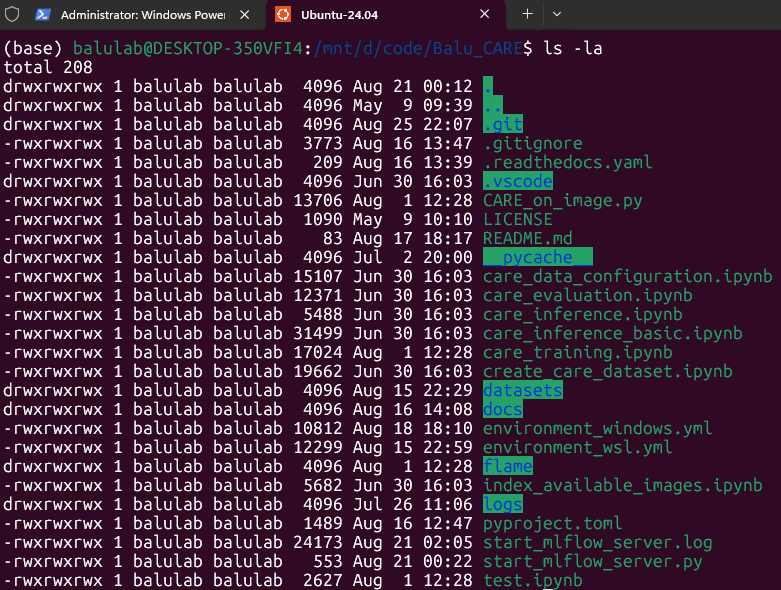 Administrator: Windows Power
Ubuntu-24.04
(base) balulab@DESKTOP-350VFI4:/mnt/d/code/Balu_CARE$ ls -la
total 208
drwxrwxrwx 1 balulab balulab  4096 Aug 21 00:12 .
drwxrwxrwx 1 balulab balulab  4096 May  9 09:39 ..
drwxrwxrwx 1 balulab balulab  4096 Aug 25 22:07 .git
-rwxrwxrwx 1 balulab balulab  3773 Aug 16 13:47 .gitignore
-rwxrwxrwx 1 balulab balulab   209 Aug 16 13:39 .readthedocs.yaml
drwxrwxrwx 1 balulab balulab  4096 Jun 30 16:03 .vscode
-rwxrwxrwx 1 balulab balulab 13706 Aug  1 12:28 CARE_on_image.py
-rwxrwxrwx 1 balulab balulab  1090 May  9 10:10 LICENSE
-rwxrwxrwx 1 balulab balulab    83 Aug 17 18:17 README.md
drwxrwxrwx 1 balulab balulab  4096 Jul  2 20:00 __pycache__
-rwxrwxrwx 1 balulab balulab 15107 Jun 30 16:03 care_data_configuration.ipynb
-rwxrwxrwx 1 balulab balulab 12371 Jun 30 16:03 care_evaluation.ipynb
-rwxrwxrwx 1 balulab balulab  5488 Jun 30 16:03 care_inference.ipynb
-rwxrwxrwx 1 balulab balulab 31499 Jun 30 16:03 care_inference_basic.ipynb
-rwxrwxrwx 1 balulab balulab 17024 Aug  1 12:28 care_training.ipynb
-rwxrwxrwx 1 balulab balulab 19662 Jun 30 16:03 create_care_dataset.ipynb
drwxrwxrwx 1 balulab balulab  4096 Aug 15 22:29 datasets
drwxrwxrwx 1 balulab balulab  4096 Aug 16 14:08 docs
-rwxrwxrwx 1 balulab balulab 10812 Aug 18 18:10 environment_windows.yml
-rwxrwxrwx 1 balulab balulab 12299 Aug 15 22:59 environment_wsl.yml
drwxrwxrwx 1 balulab balulab  4096 Aug  1 12:28 flame
-rwxrwxrwx 1 balulab balulab  5682 Jun 30 16:03 index_available_images.ipynb
drwxrwxrwx 1 balulab balulab  4096 Jul 26 11:06 logs
-rwxrwxrwx 1 balulab balulab  1489 Aug 16 12:47 pyproject.toml
-rwxrwxrwx 1 balulab balulab 24173 Aug 21 02:05 start_mlflow_server.log
-rwxrwxrwx 1 balulab balulab   553 Aug 21 00:22 start_mlflow_server.py
-rwxrwxrwx 1 balulab balulab  2627 Aug  1 12:28 test.ipynb